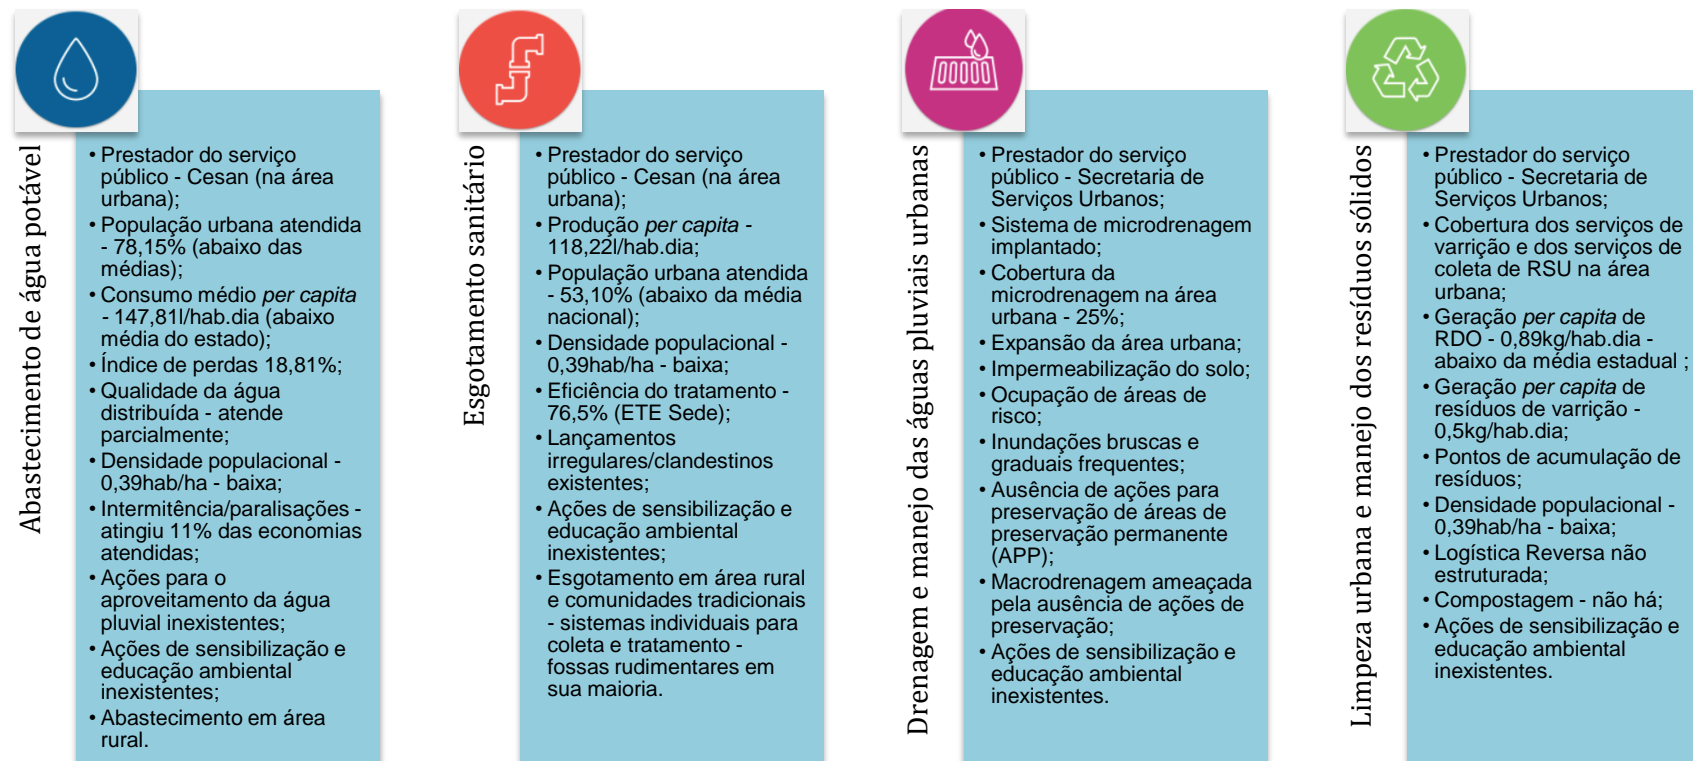 Abastecimento de água potável
• Prestador do serviço
público - Cesan (na área
urbana);
• População urbana atendida
- 78,15% (abaixo das
médias);
• Consumo médio per capita
- 147,81l/hab.dia (abaixo
média do estado);
• Índice de perdas 18,81%;
• Qualidade da água
distribuída - atende
parcialmente;
• Densidade populacional -
0,39hab/ha - baixa;
• Intermitência/paralisações -
atingiu 11% das economias
atendidas;
• Ações para o
aproveitamento da água
pluvial inexistentes;
• Ações de sensibilização e
educação ambiental
inexistentes;
• Abastecimento em área
rural.
Esgotamento sanitário
• Prestador do serviço
público - Cesan (na área
urbana);
• Produção per capita -
118,22l/hab.dia;
• População urbana atendida
- 53,10% (abaixo da média
nacional);
• Densidade populacional -
0,39hab/ha - baixa;
• Eficiência do tratamento -
76,5% (ETE Sede);
• Lançamentos
irregulares/clandestinos
existentes;
• Ações de sensibilização e
educação ambiental
inexistentes;
• Esgotamento em área rural
e comunidades tradicionais
- sistemas individuais para
coleta e tratamento -
fossas rudimentares em
sua maioria.
Drenagem e manejo das águas pluviais urbanas
• Prestador do serviço
público - Secretaria de
Serviços Urbanos;
• Sistema de microdrenagem
implantado;
• Cobertura da
microdrenagem na área
urbana - 25%;
• Expansão da área urbana;
• Impermeabilização do solo;
• Ocupação de áreas de
risco;
• Inundações bruscas e
graduais frequentes;
• Ausência de ações para
preservação de áreas de
preservação permanente
(APP);
• Macrodrenagem ameaçada
pela ausência de ações de
preservação;
• Ações de sensibilização e
educação ambiental
inexistentes.
Limpeza urbana e manejo dos resíduos sólidos
• Prestador do serviço
público - Secretaria de
Serviços Urbanos;
• Cobertura dos serviços de
varrição e dos serviços de
coleta de RSU na área
urbana;
• Geração per capita de
RDO - 0,89kg/hab.dia -
abaixo da média estadual ;
• Geração per capita de
resíduos de varrição -
0,5kg/hab.dia;
• Pontos de acumulação de
resíduos;
• Densidade populacional -
0,39hab/ha - baixa;
• Logística Reversa não
estruturada;
• Compostagem - não há;
• Ações de sensibilização e
educação ambiental
inexistentes.